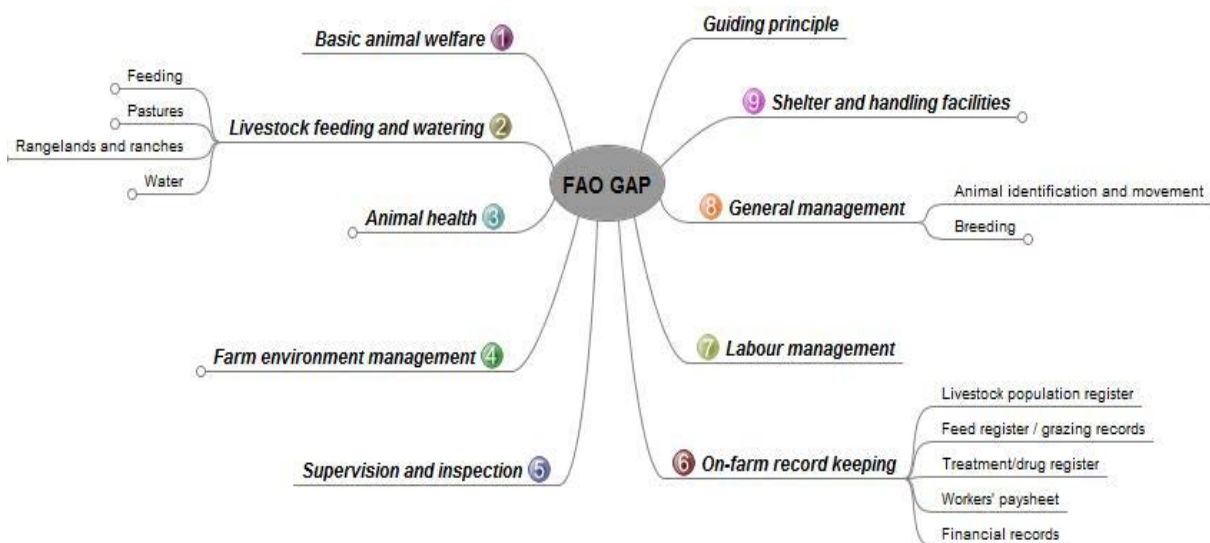 Guiding principle
Basic animal welfare 1
Feeding
Pastures
Rangelands and ranches
Water
Livestock feeding and watering 2
Animal health 3
Farm environment management 4
Supervision and inspection 5
FAO GAP
9 Shelter and handling facilities
8 General management
Animal identification and movement
Breeding
7 Labour management
6 On-farm record keeping
Livestock population register
Feed register / grazing records
Treatment/drug register
Workers' paysheet
Financial records